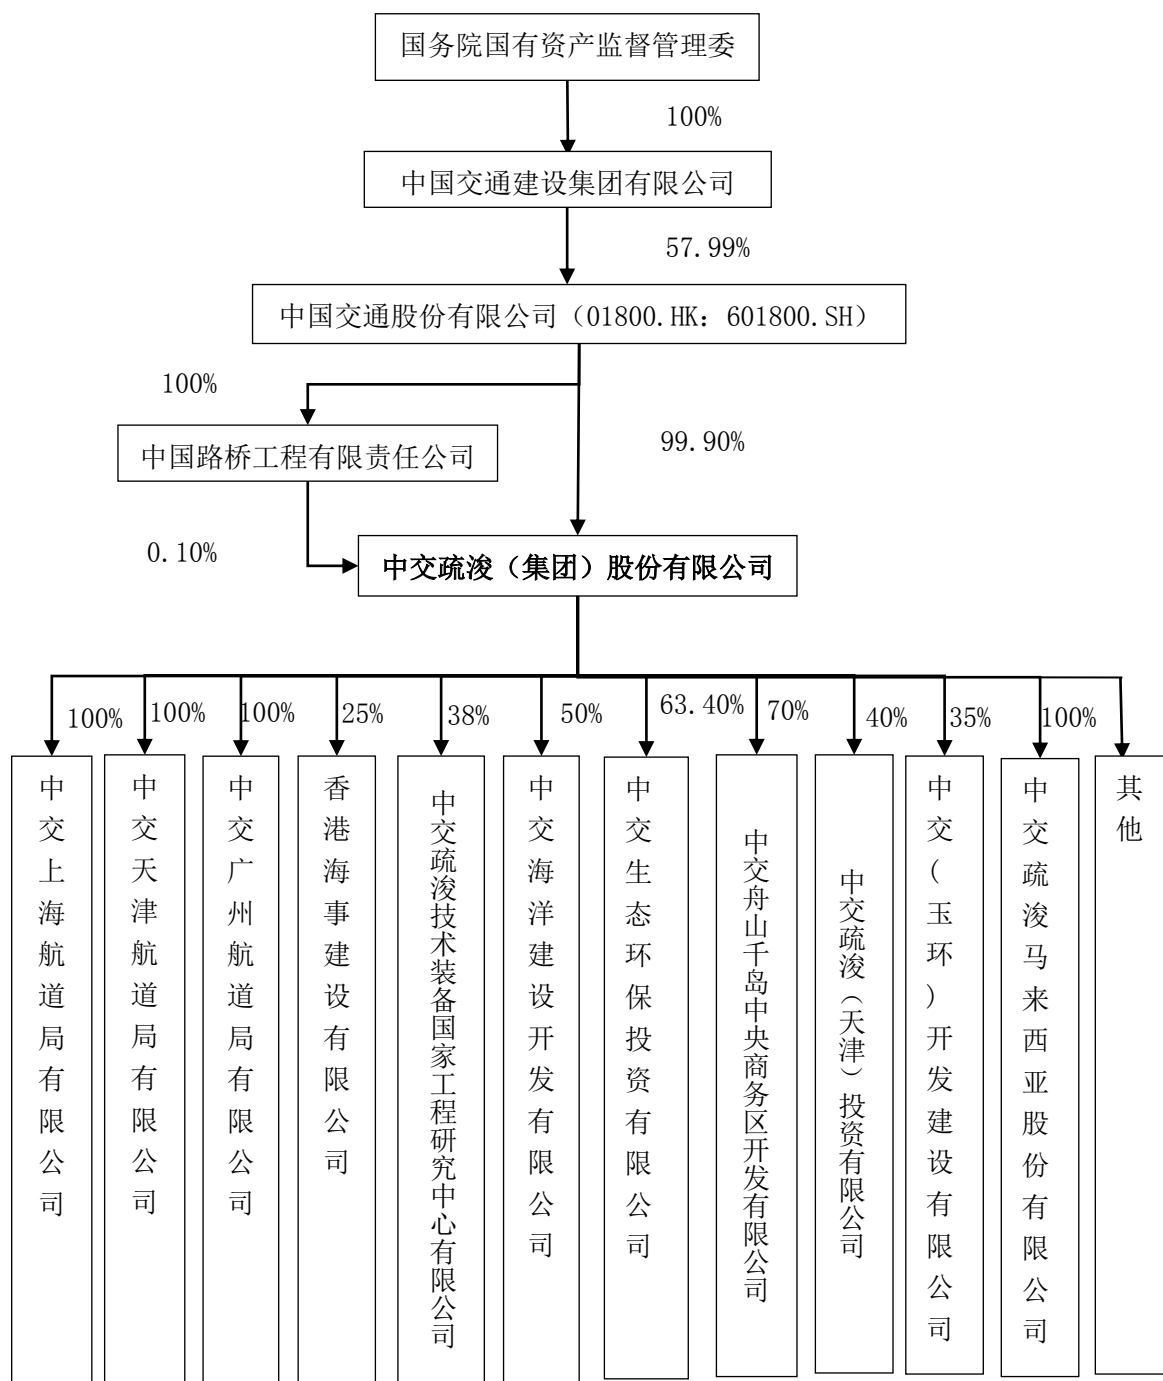 国务院国有资产监督管理委
100%
中国交通建设集团有限公司
57.99%
中国交通股份有限公司（01800.HK：601800.SH）
100%
中国路桥工程有限责任公司
99.90%
0.10%
中交疏浚（集团）股份有限公司
100%
100%
100%
25%
38%
50%
63.40%
70%
40%
35%
100%
中交上海航道局有限公司
中交天津航道局有限公司
中交广州航道局有限公司
香港海事建设有限公司
中交疏浚技术装备国家工程研究中心有限公司
中交海洋建设开发有限公司
中交生态环保投资有限公司
中交舟山千岛中央商务区开发有限公司
中交疏浚（天津）投资有限公司
中交(玉环)开发建设有限公司
中交疏浚马来西亚股份有限公司
其他